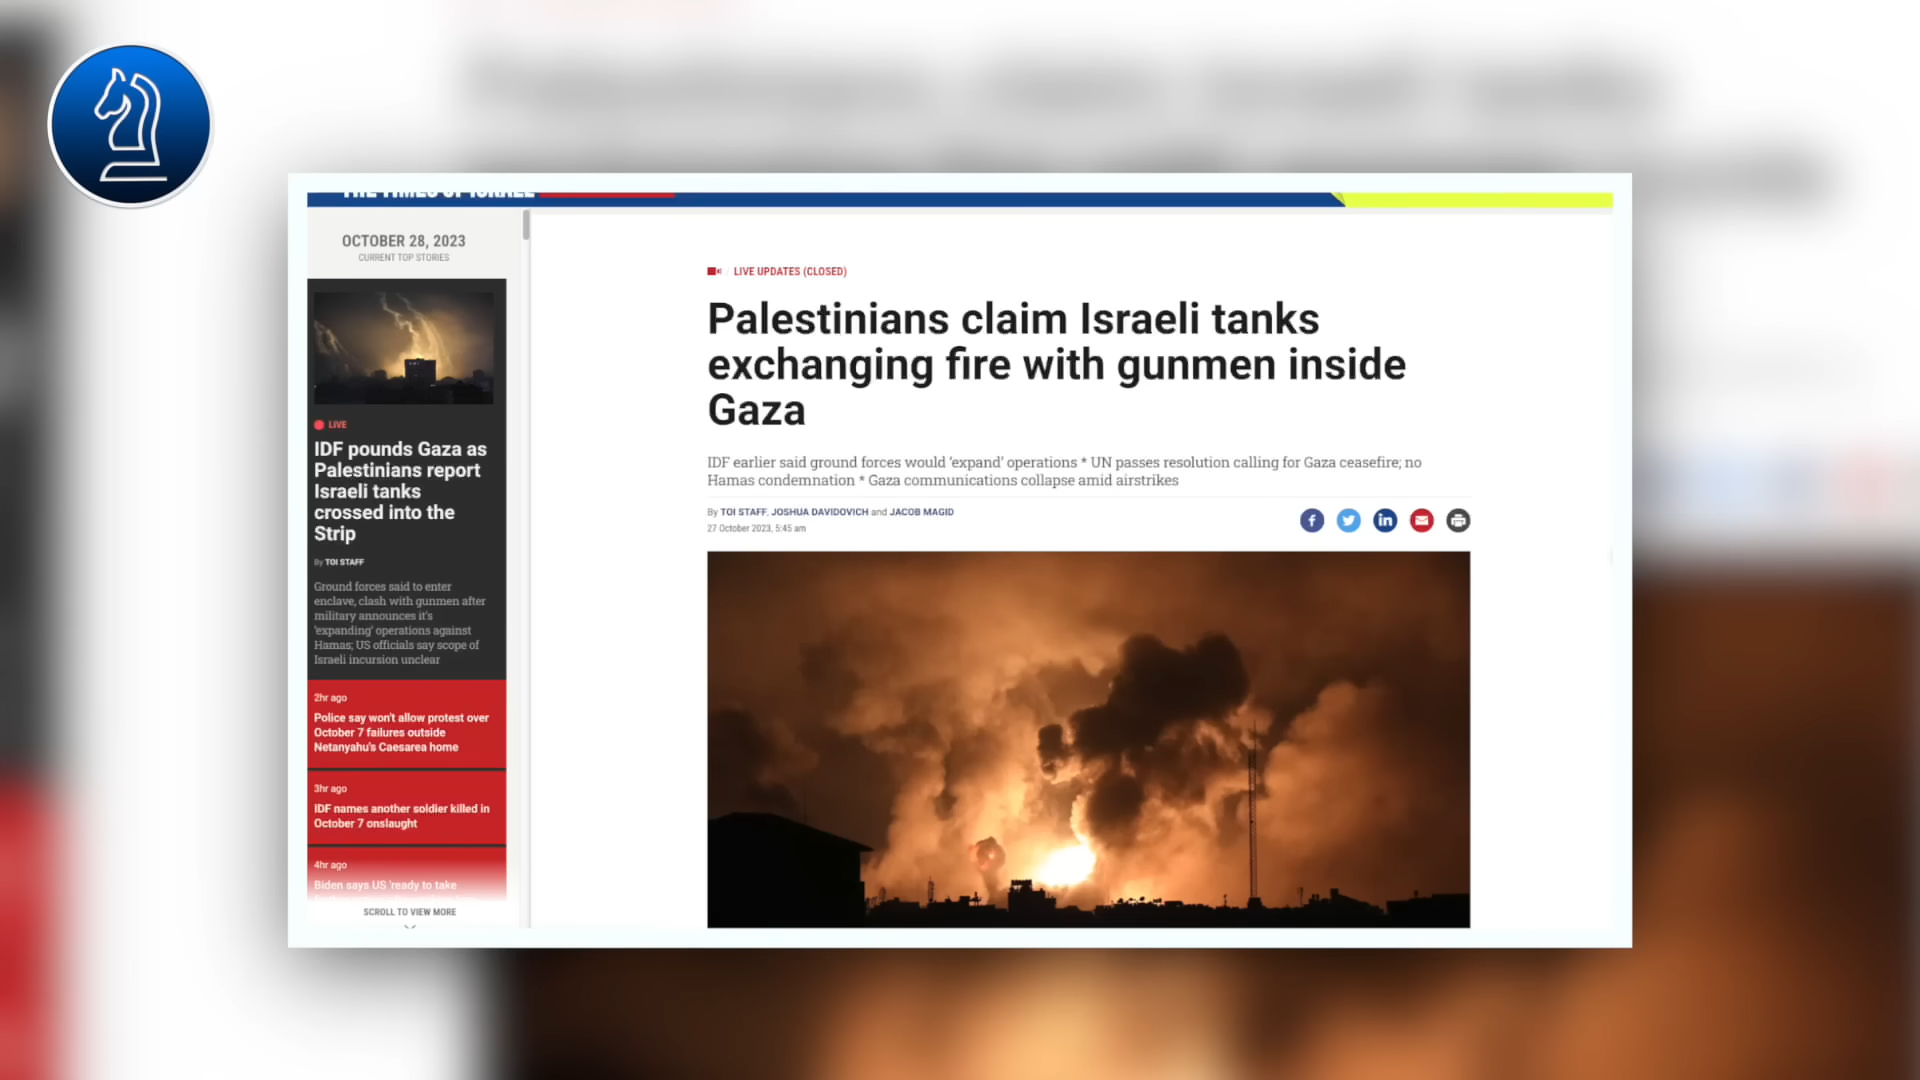 THE TIMES OF ISRAEL
OCTOBER 28, 2023
CURRENT TOP STORIES
LIVE
IDF pounds Gaza as
Palestinians report
Israeli tanks
crossed into the
Strip
By TOI STAFF
Ground forces said to enter
enclave, clash with gunmen after
military announces it's
'expanding' operations against
Hamas; US officials say scope of
Israeli incursion unclear
2hr ago
Police say won't allow protest over
October 7 failures outside
Netanyahu's Caesarea home
3hr ago
IDF names another soldier killed in
October 7 onslaught
4hr ago
Biden says US 'ready to take
SCROLL TO VIEW MORE
LIVE UPDATES (CLOSED)
Palestinians claim Israeli tanks
exchanging fire with gunmen inside
Gaza
IDF earlier said ground forces would 'expand' operations * UN passes resolution calling for Gaza ceasefire; no
Hamas condemnation * Gaza communications collapse amid airstrikes
By TOI STAFF, JOSHUA DAVIDOVICH and JACOB MAGID
27 October 2023, 5:45 am